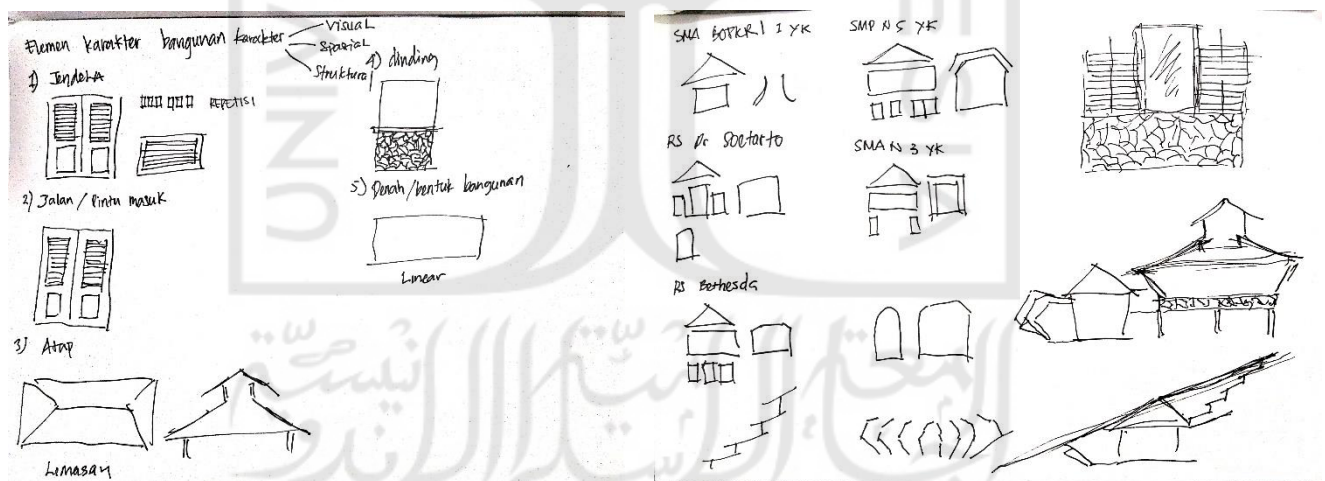 Elemen karakter bangunan karakter
Visual
Spasial
Struktural
1) Jendela
REPETISI
2) Jalan / Pintu masuk
3) Atap
Limasan
4) dinding
5) Denah/bentuk bangunan
Linear
SMA BOPKRI 1 YK
RS Dr Soetarto
RS Bethesda
SMP N 5 YK
SMA N 3 YK